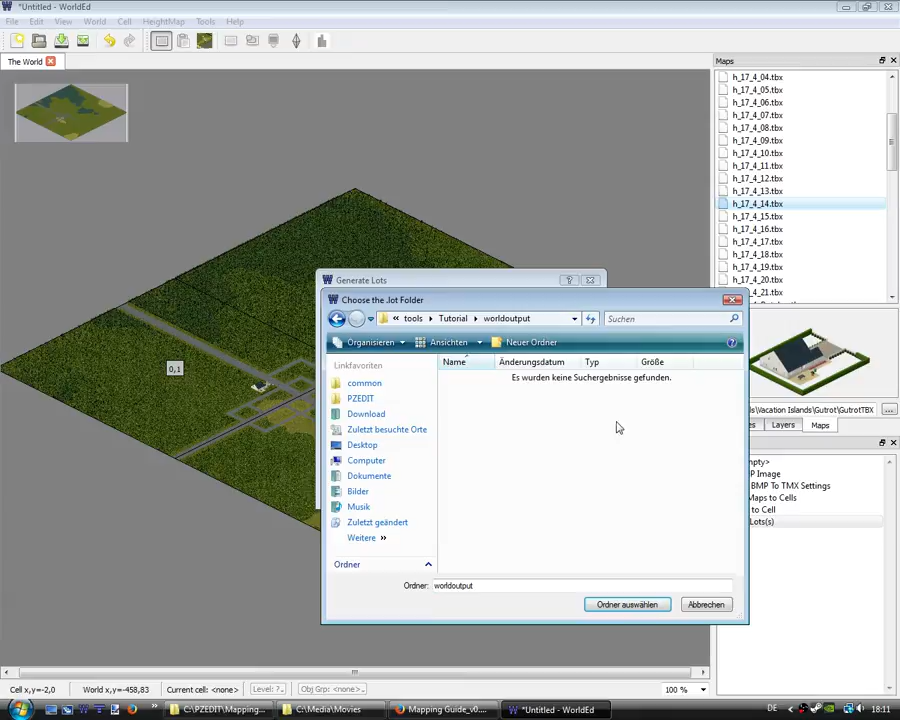 *Untitled - WorldEd
File Edit View World Cell HeightMap Tools Help
The World
Maps
h_17_4_04.tbx
h_17_4_05.tbx
h_17_4_06.tbx
h_17_4_07.tbx
h_17_4_08.tbx
h_17_4_09.tbx
h_17_4_10.tbx
h_17_4_11.tbx
h_17_4_12.tbx
h_17_4_13.tbx
h_17_4_14.tbx
h_17_4_15.tbx
h_17_4_16.tbx
h_17_4_17.tbx
h_17_4_18.tbx
h_17_4_19.tbx
h_17_4_20.tbx
h_17_4_21.tbx
0,1
Generate Lots
Choose the .lot Folder
tools Tutorial worldoutput
Suchen
Organisieren Ansichten Neuer Ordner
Linkfavoriten
common
PZEDIT
Download
Zuletzt besuchte Orte
Desktop
Computer
Dokumente
Bilder
Musik
Zuletzt geändert
Weitere
Ordner
Name Änderungsdatum Typ Größe
Es wurden keine Suchergebnisse gefunden.
Ordner: worldoutput
Ordner auswählen Abbrechen
ls\Vacation Islands\Gutrot\GutrotTBX ...
es Layers Maps
mpty>
P Image
BMP To TMX Settings
Maps to Cells
to Cell
Lots(s)
Cell x,y=-2,0 World x,y=-458,83 Current cell: <none> Level: ? Obj Grp: <none> 100 %
C:\PZEDIT\Mapping... C:\Media\Movies Mapping Guide_v0.... *Untitled - WorldEd DE 18:11